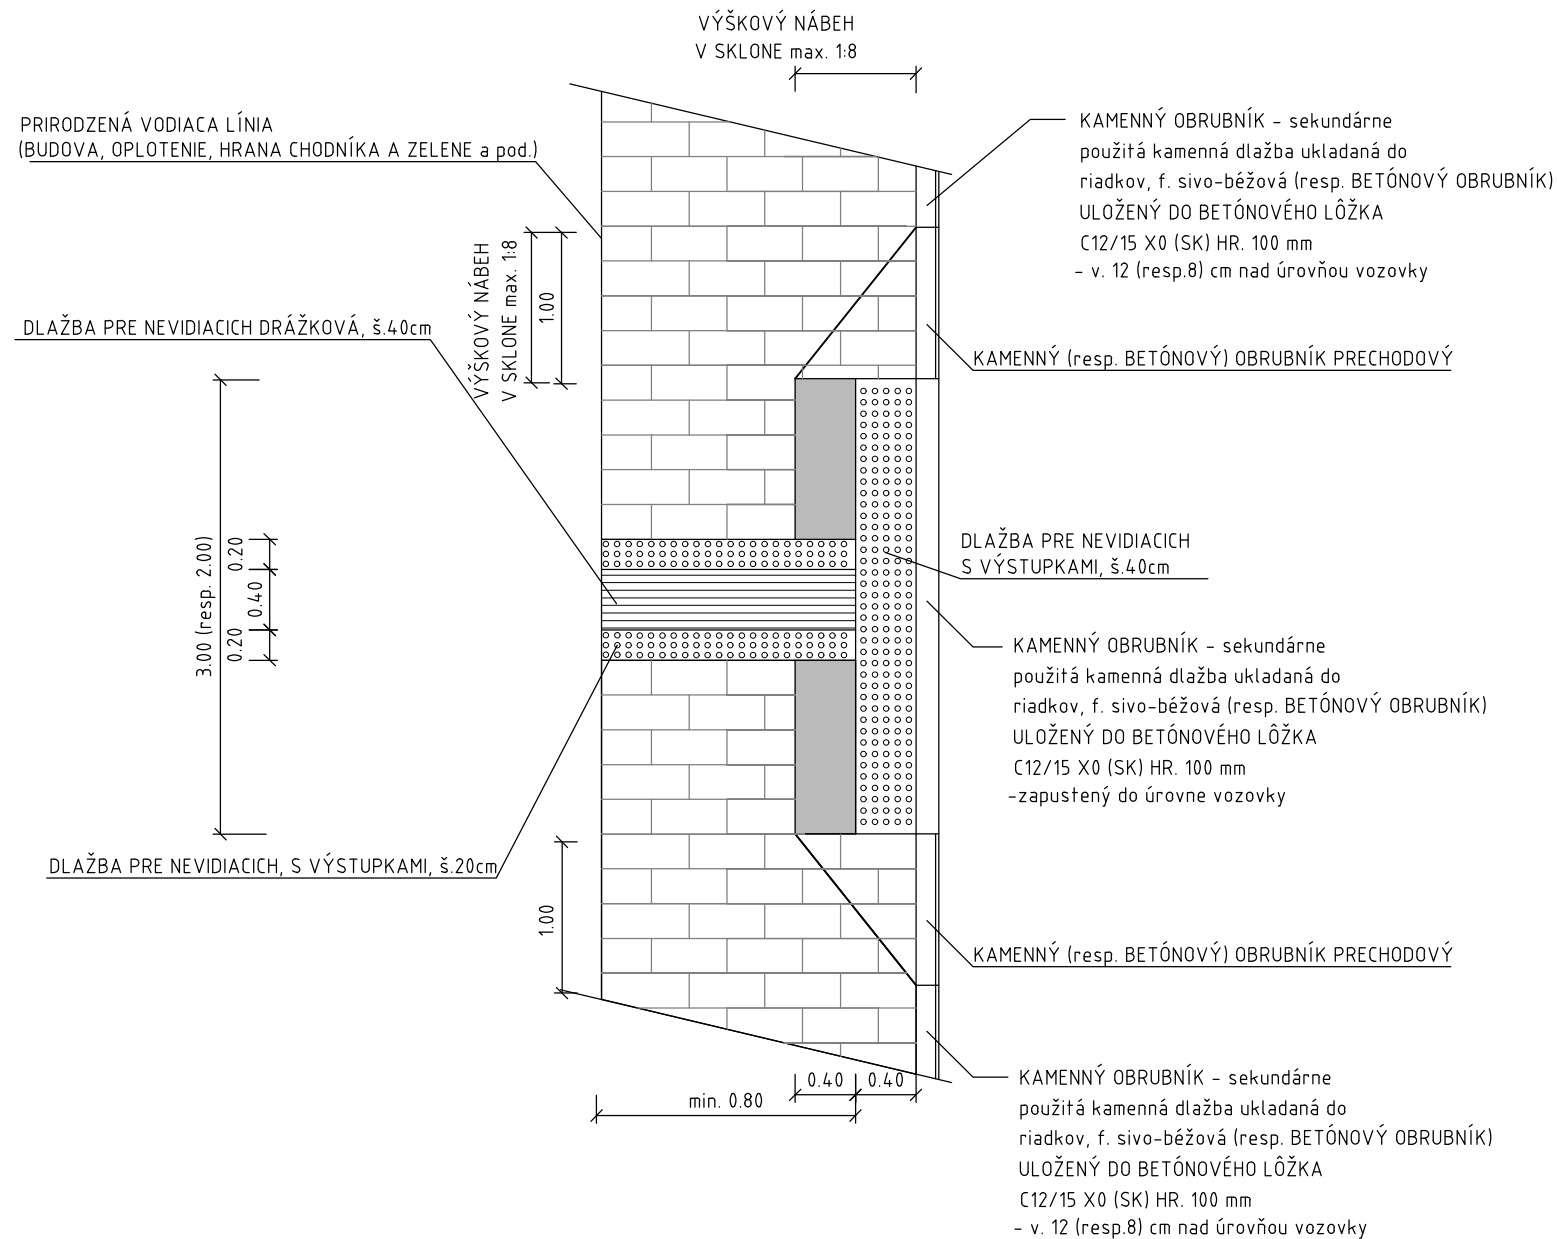 VÝŠKOVÝ NÁBEH
V SKLONE max. 1:8
PRIRODZENÁ VODIACA LÍNIA
(BUDOVA, OPLOTENIE, HRANA CHODNÍKA A ZELENE a pod.)
KAMENNÝ OBRUBNÍK - sekundárne
použitá kamenná dlažba ukladaná do
riadkov, f. sivo-béžová (resp. BETÓNOVÝ OBRUBNÍK)
ULOŽENÝ DO BETÓNOVÉHO LÔŽKA
C12/15 X0 (SK) HR. 100 mm
- v. 12 (resp.8) cm nad úrovňou vozovky
VÝŠKOVÝ NÁBEH
V SKLONE max. 1:8
1.00
DLAŽBA PRE NEVIDIACICH DRÁŽKOVÁ, š.40cm
KAMENNÝ (resp. BETÓNOVÝ) OBRUBNÍK PRECHODOVÝ
3.00 (resp. 2.00)
0.20
0.40
0.20
DLAŽBA PRE NEVIDIACICH
S VÝSTUPKAMI, š.40cm
KAMENNÝ OBRUBNÍK - sekundárne
použitá kamenná dlažba ukladaná do
riadkov, f. sivo-béžová (resp. BETÓNOVÝ OBRUBNÍK)
ULOŽENÝ DO BETÓNOVÉHO LÔŽKA
C12/15 X0 (SK) HR. 100 mm
-zapustený do úrovne vozovky
DLAŽBA PRE NEVIDIACICH, S VÝSTUPKAMI, š.20cm
1.00
KAMENNÝ (resp. BETÓNOVÝ) OBRUBNÍK PRECHODOVÝ
0.40
0.40
min. 0.80
KAMENNÝ OBRUBNÍK - sekundárne
použitá kamenná dlažba ukladaná do
riadkov, f. sivo-béžová (resp. BETÓNOVÝ OBRUBNÍK)
ULOŽENÝ DO BETÓNOVÉHO LÔŽKA
C12/15 X0 (SK) HR. 100 mm
- v. 12 (resp.8) cm nad úrovňou vozovky